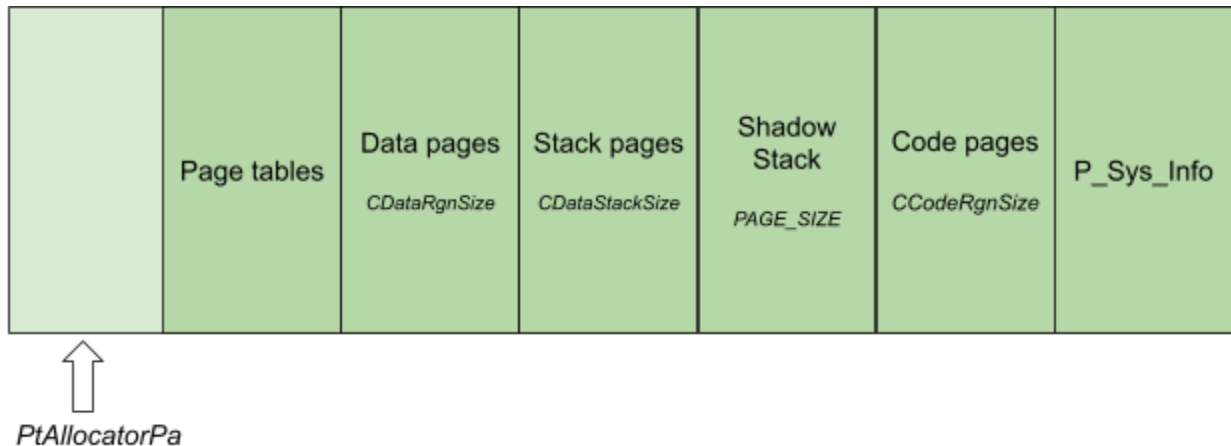 Page tables
Data pages
CDataRgnSize
Stack pages
CDataStackSize
Shadow
Stack
PAGE_SIZE
Code pages
CCodeRgnSize
P_Sys_Info
PtAllocatorPa